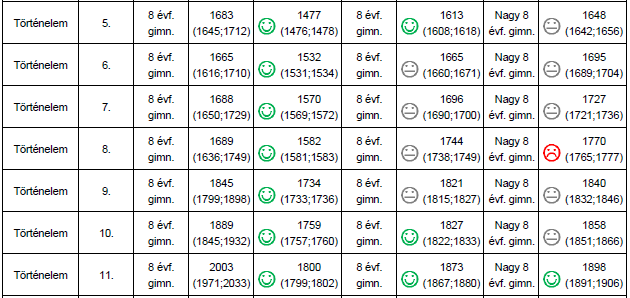 Történelem 5. 8 évf. gimn. 1683 (1645;1712) 1477 (1476;1478) 8 évf. gimn. 1613 (1608;1618) Nagy 8 évf. gimn. 1648 (1642;1656)
Történelem 6. 8 évf. gimn. 1665 (1616;1710) 1532 (1531;1534) 8 évf. gimn. 1665 (1660;1671) Nagy 8 évf. gimn. 1695 (1689;1704)
Történelem 7. 8 évf. gimn. 1688 (1650;1729) 1570 (1569;1572) 8 évf. gimn. 1696 (1690;1700) Nagy 8 évf. gimn. 1727 (1721;1736)
Történelem 8. 8 évf. gimn. 1689 (1636;1749) 1582 (1581;1583) 8 évf. gimn. 1744 (1738;1749) Nagy 8 évf. gimn. 1770 (1765;1777)
Történelem 9. 8 évf. gimn. 1845 (1799;1898) 1734 (1733;1736) 8 évf. gimn. 1821 (1815;1827) Nagy 8 évf. gimn. 1840 (1832;1846)
Történelem 10. 8 évf. gimn. 1889 (1845;1932) 1759 (1757;1760) 8 évf. gimn. 1827 (1822;1833) Nagy 8 évf. gimn. 1858 (1851;1866)
Történelem 11. 8 évf. gimn. 2003 (1971;2033) 1800 (1799;1802) 8 évf. gimn. 1873 (1867;1880) Nagy 8 évf. gimn. 1898 (1891;1906)